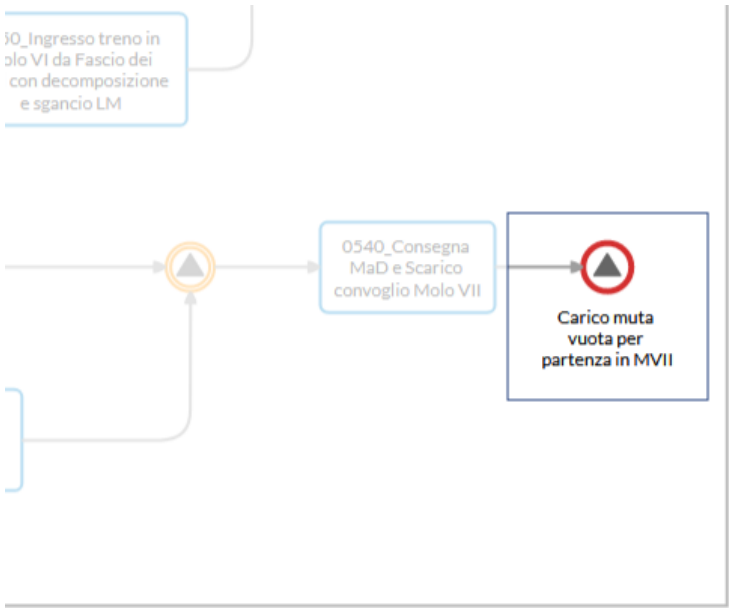 50_Ingresso treno in
olo VI da Fascio dei
con decomposizione
e sgancio LM
0540_Consegna
MaD e Scarico
convoglio Molo VII
Carico muta
vuota per
partenza in MVII